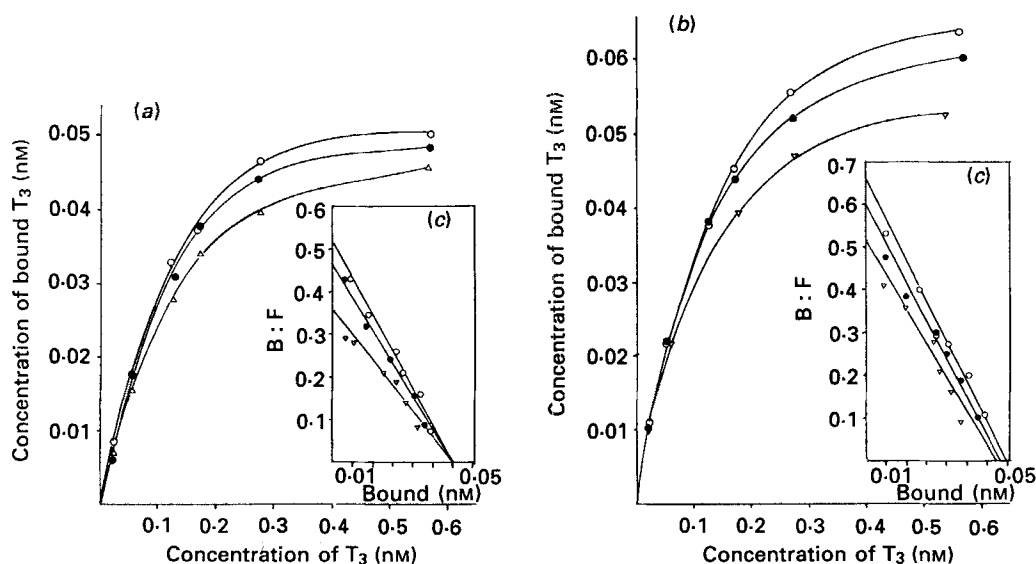 (a)
Concentration of bound T₃ (nM)
0·05
0·04
0·03
0·02
0·01
0·1 0·2 0·3 0·4 0·5 0·6
Concentration of T₃ (nM)
(c)
B : F
0·6
0·5
0·4
0·3
0·2
0·1
0·01 0·05
Bound (nM)
(b)
Concentration of bound T₃ (nM)
0·06
0·05
0·04
0·03
0·02
0·01
0·1 0·2 0·3 0·4 0·5 0·6
Concentration of T₃ (nM)
(c)
B : F
0·7
0·6
0·5
0·4
0·3
0·2
0·1
0·01 0·05
Bound (nM)